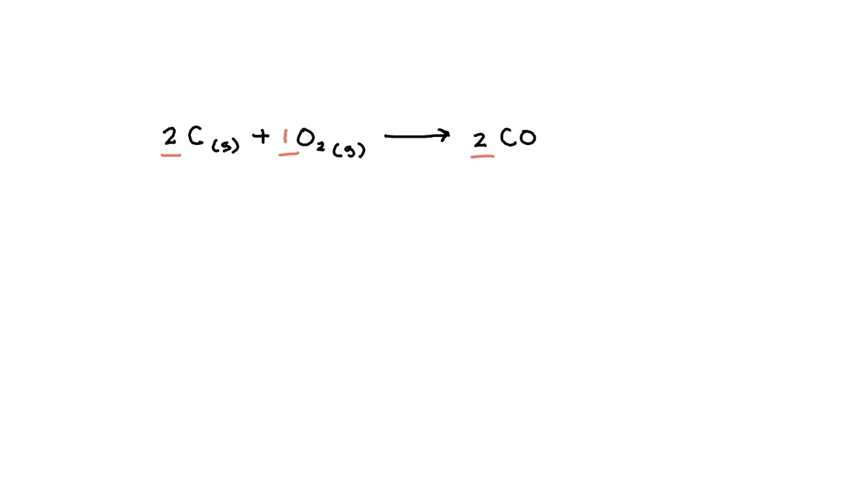 2 C (s) + 1 O₂ (g) → 2 CO